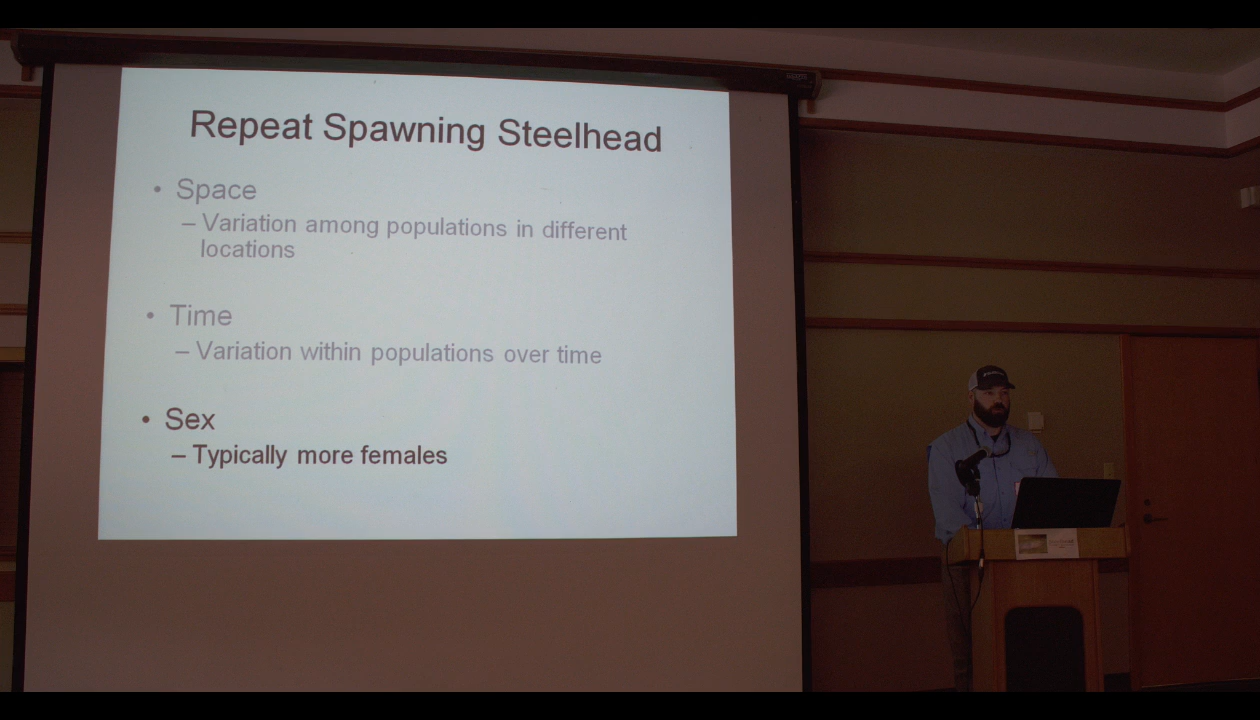 Repeat Spawning Steelhead
• Space
– Variation among populations in different
locations
• Time
– Variation within populations over time
• Sex
– Typically more females